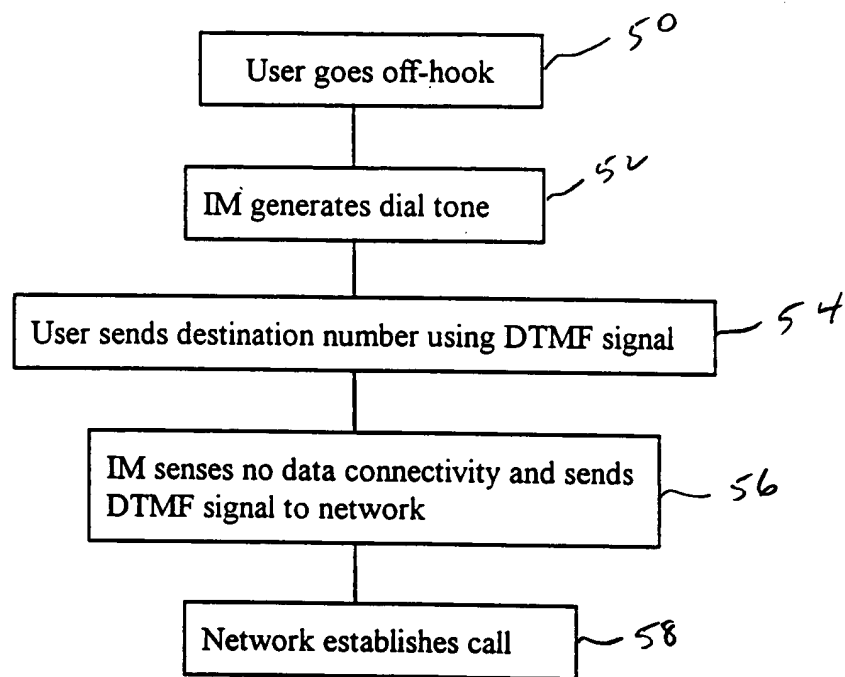 User goes off-hook
50
IM generates dial tone
52
User sends destination number using DTMF signal
54
IM senses no data connectivity and sends
DTMF signal to network
56
Network establishes call
58